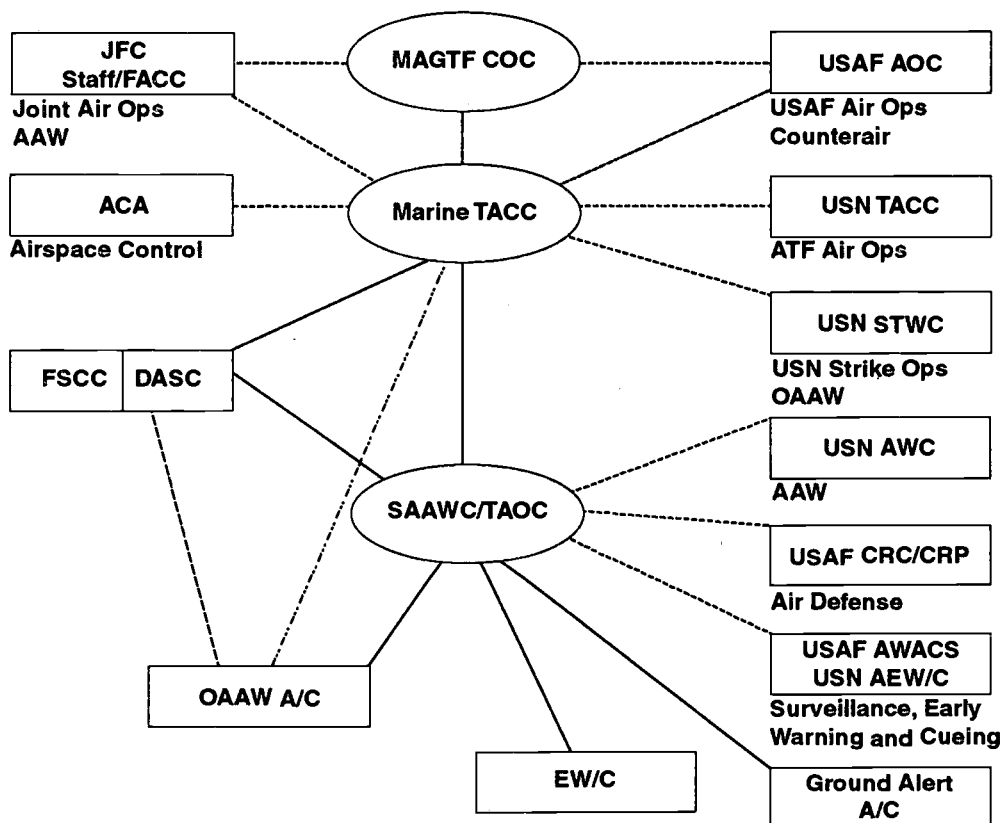 JFC
Staff/FACC
Joint Air Ops
AAW
MAGTF COC
USAF AOC
USAF Air Ops
Counterair
ACA
Airspace Control
Marine TACC
USN TACC
ATF Air Ops
USN STWC
USN Strike Ops
OAAW
FSCC
DASC
USN AWC
AAW
SAAWC/TAOC
USAF CRC/CRP
Air Defense
USAF AWACS
USN AEW/C
Surveillance, Early
Warning and Cueing
OAAW A/C
EW/C
Ground Alert
A/C